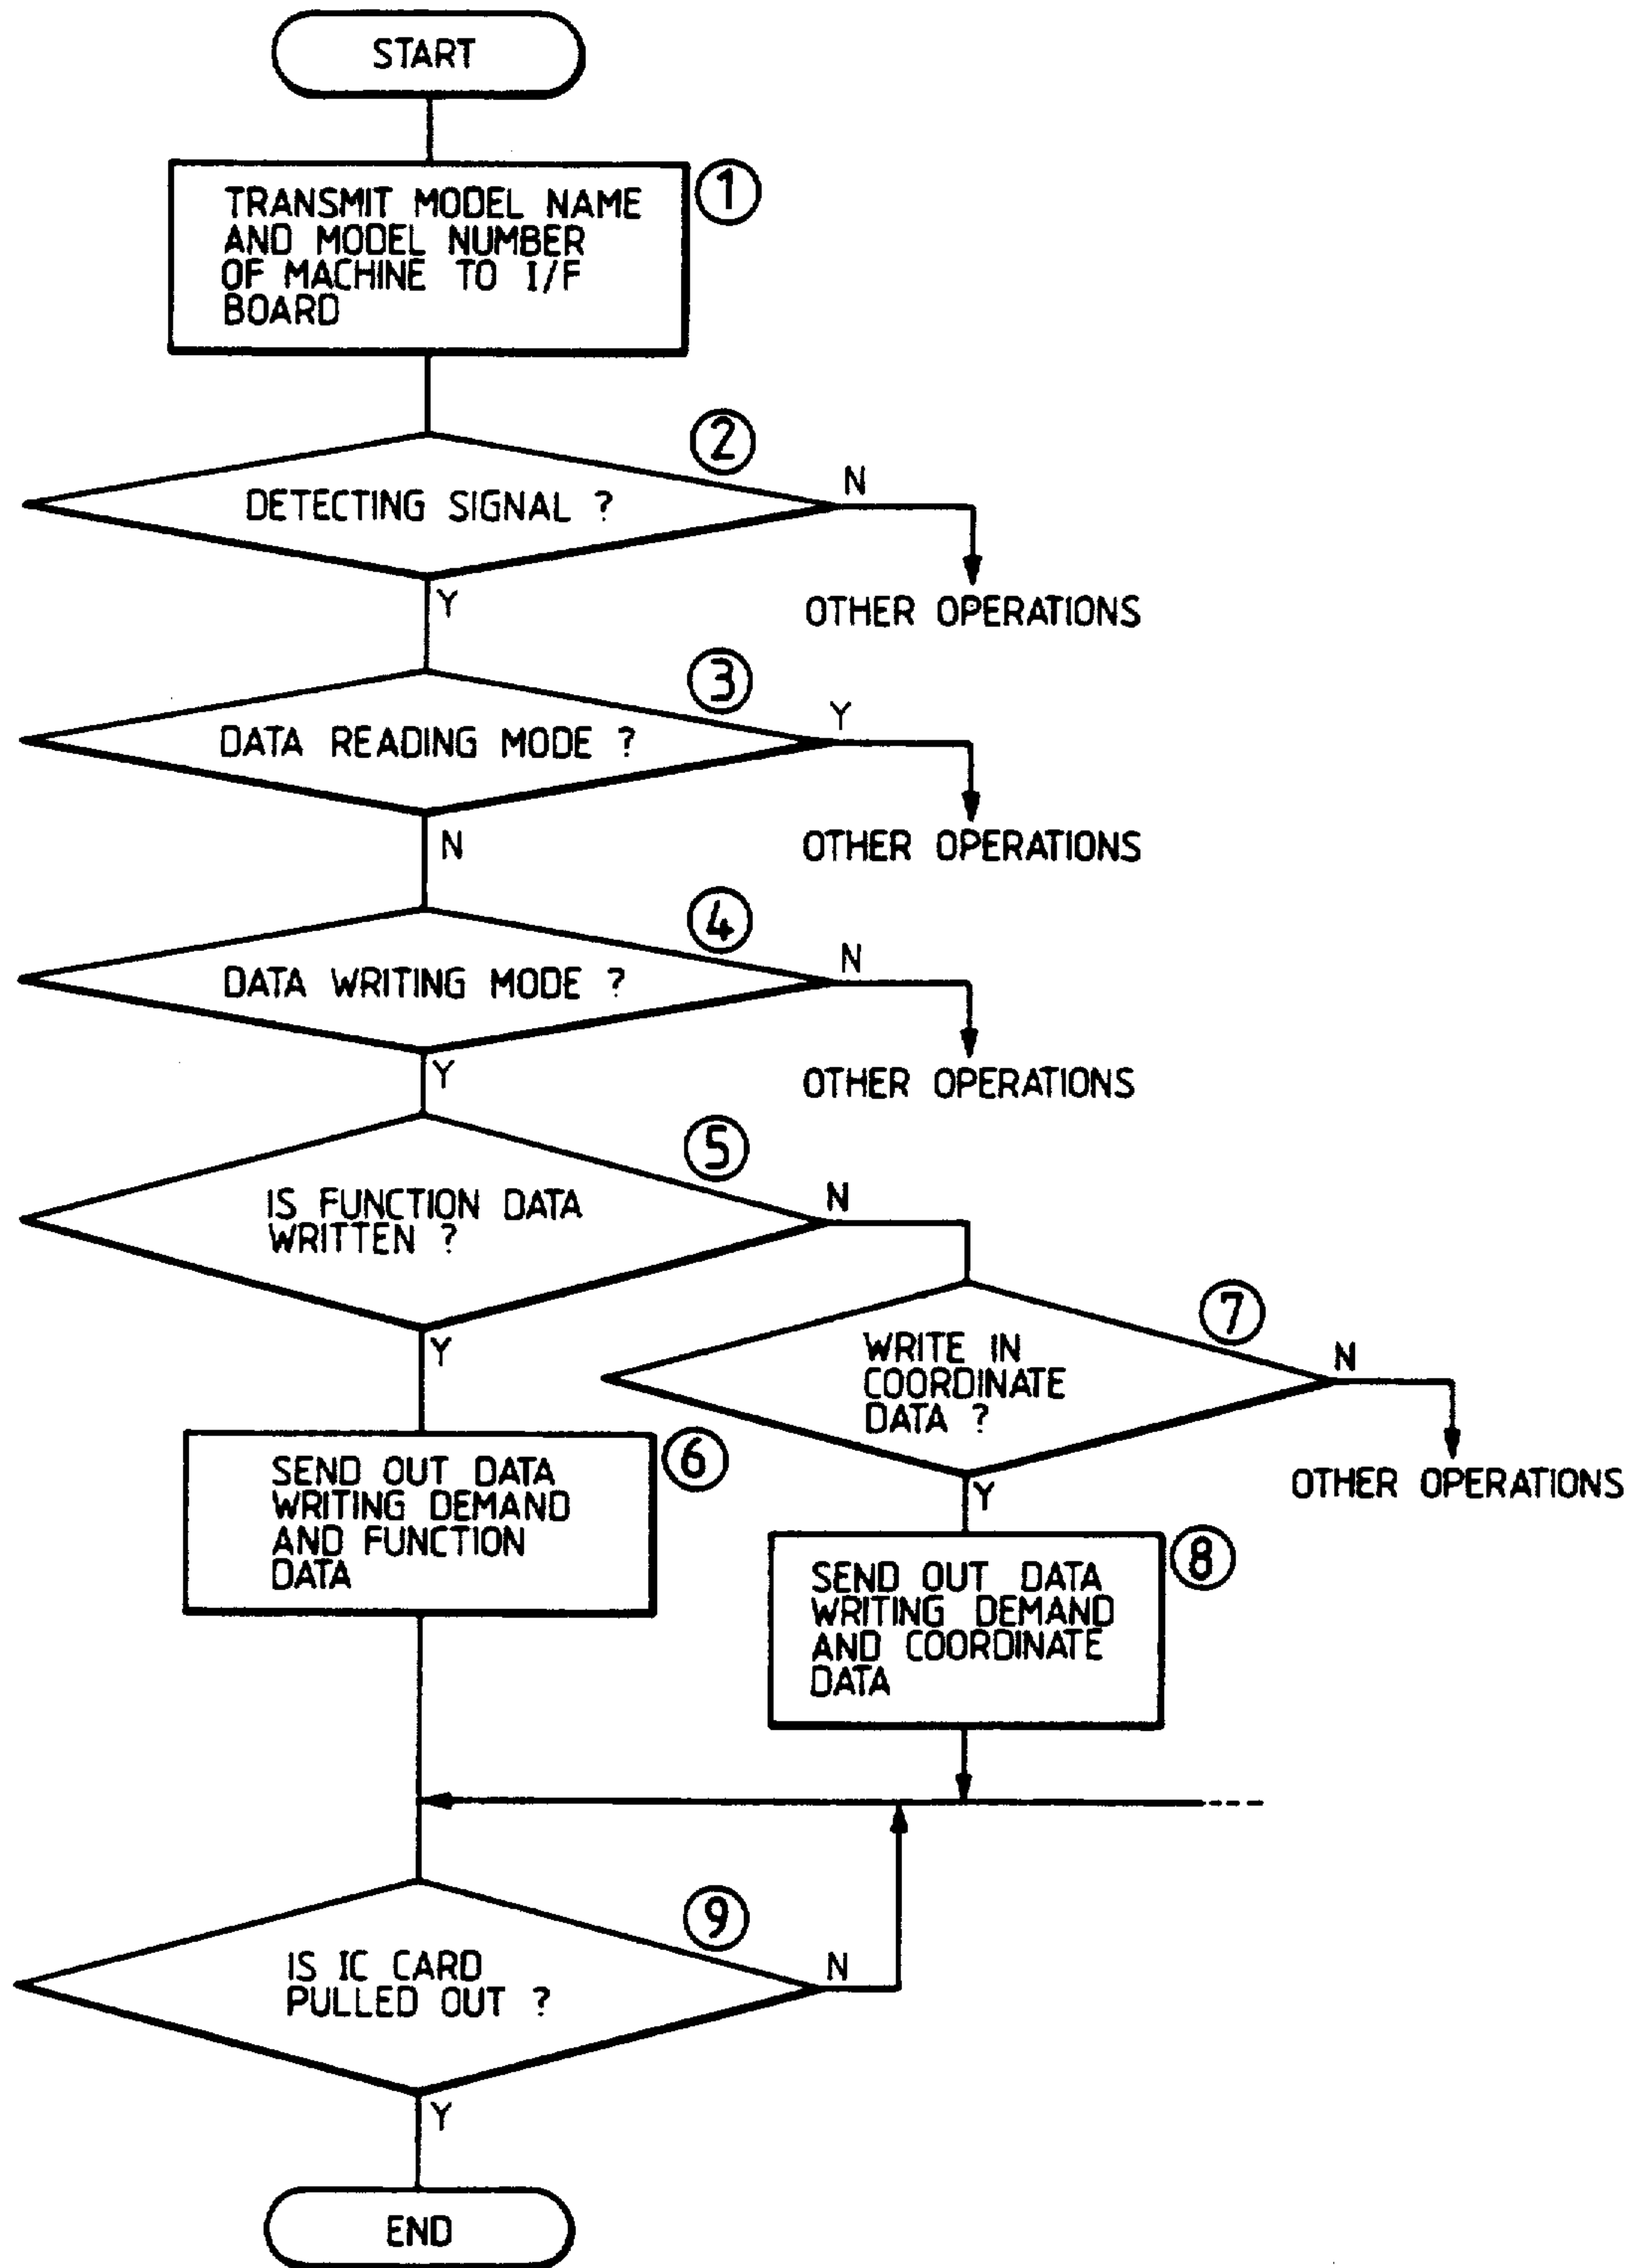 START
①
TRANSMIT MODEL NAME
AND MODEL NUMBER
OF MACHINE TO I/F
BOARD
②
DETECTING SIGNAL ?
N
OTHER OPERATIONS
Y
③
DATA READING MODE ?
Y
OTHER OPERATIONS
N
④
DATA WRITING MODE ?
N
OTHER OPERATIONS
Y
⑤
IS FUNCTION DATA
WRITTEN ?
N
Y
⑦
WRITE IN
COORDINATE
DATA ?
N
OTHER OPERATIONS
Y
⑥
SEND OUT DATA
WRITING DEMAND
AND FUNCTION
DATA
⑧
SEND OUT DATA
WRITING DEMAND
AND COORDINATE
DATA
⑨
IS IC CARD
PULLED OUT ?
N
Y
END